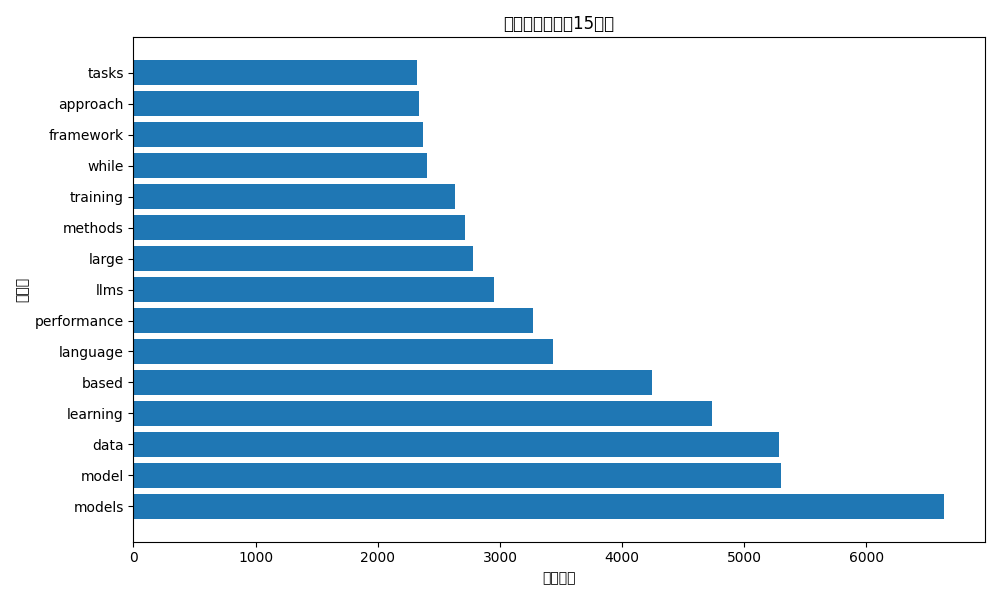 15
tasks
approach
framework
while
training
methods
large
llms
performance
language
based
learning
data
model
models
0 1000 2000 3000 4000 5000 6000